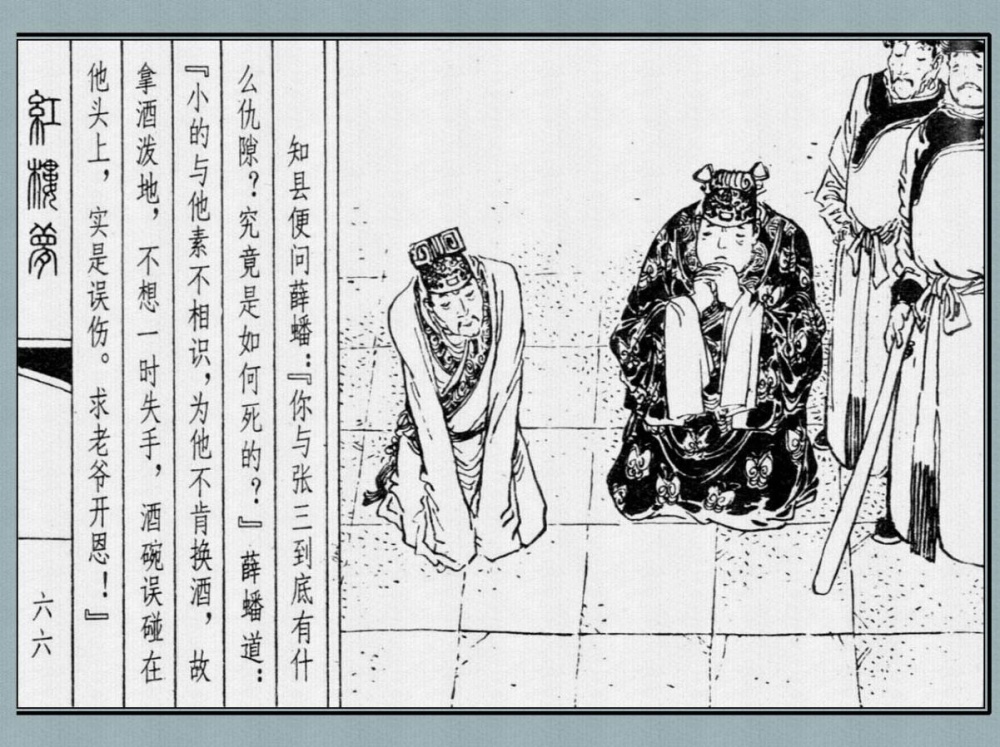 知县便问薛蟠：『你与张三到底有什
么仇隙？究竟是如何死的？』薛蟠道：
『小的与他素不相识，为他不肯换酒，故
拿酒泼地，不想一时失手，酒碗误碰在
他头上，实是误伤。求老爷开恩！』
紅樓夢
六六